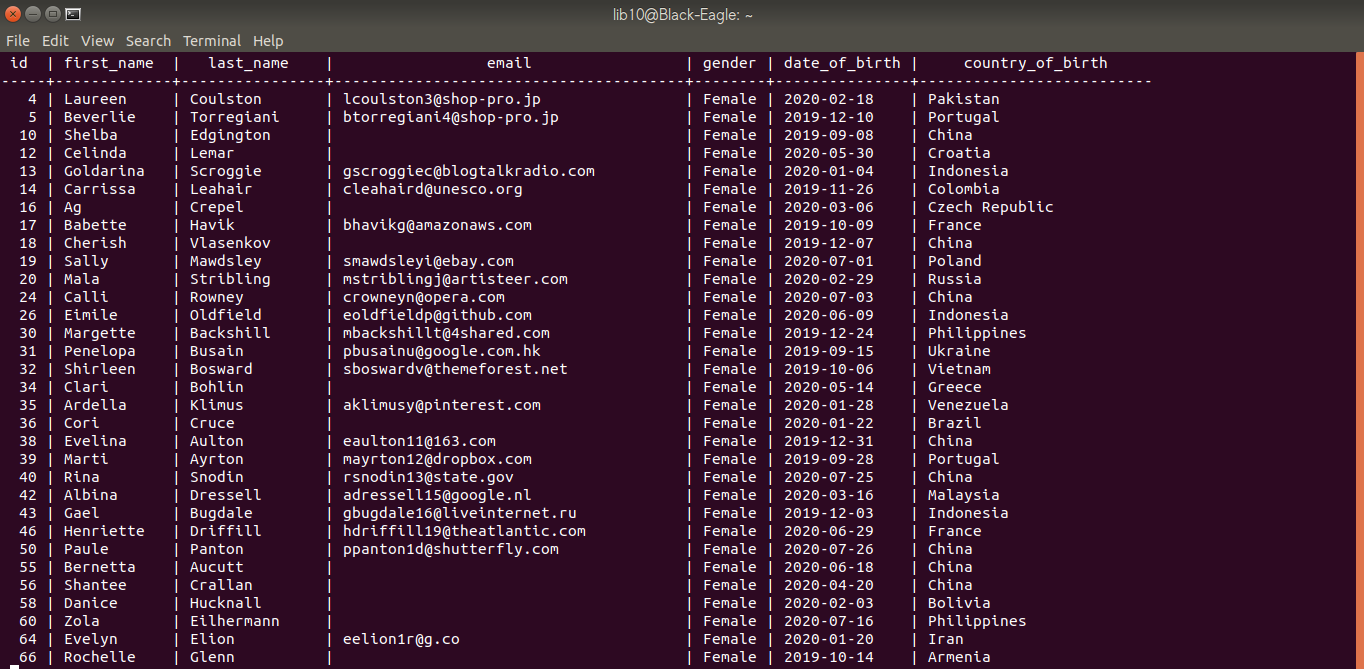 lib10@Black-Eagle: ~
File Edit View Search Terminal Help
 id  | first_name  |   last_name    |                 email                 | gender | date_of_birth |     country_of_birth
-----+-------------+----------------+---------------------------------------+--------+---------------+--------------------------
   4 | Laureen     | Coulston       | lcoulston3@shop-pro.jp                | Female | 2020-02-18    | Pakistan
   5 | Beverlie    | Torregiani     | btorregiani4@shop-pro.jp              | Female | 2019-12-10    | Portugal
  10 | Shelba      | Edgington      |                                       | Female | 2019-09-08    | China
  12 | Celinda     | Lemar          |                                       | Female | 2020-05-30    | Croatia
  13 | Goldarina   | Scroggie       | gscroggiec@blogtalkradio.com          | Female | 2020-01-04    | Indonesia
  14 | Carrissa    | Leahair        | cleahaird@unesco.org                  | Female | 2019-11-26    | Colombia
  16 | Ag          | Crepel         |                                       | Female | 2020-03-06    | Czech Republic
  17 | Babette     | Havik          | bhavikg@amazonaws.com                 | Female | 2019-10-09    | France
  18 | Cherish     | Vlasenkov      |                                       | Female | 2019-12-07    | China
  19 | Sally       | Mawdsley       | smawdsleyi@ebay.com                   | Female | 2020-07-01    | Poland
  20 | Mala        | Stribling      | mstriblingj@artisteer.com             | Female | 2020-02-29    | Russia
  24 | Calli       | Rowney         | crowneyn@opera.com                    | Female | 2020-07-03    | China
  26 | Eimile      | Oldfield       | eoldfieldp@github.com                 | Female | 2020-06-09    | Indonesia
  30 | Margette    | Backshill      | mbackshillt@4shared.com               | Female | 2019-12-24    | Philippines
  31 | Penelopa    | Busain         | pbusainu@google.com.hk                | Female | 2019-09-15    | Ukraine
  32 | Shirleen    | Bosward        | sboswardv@themeforest.net             | Female | 2019-10-06    | Vietnam
  34 | Clari       | Bohlin         |                                       | Female | 2020-05-14    | Greece
  35 | Ardella     | Klimus         | aklimusy@pinterest.com                | Female | 2020-01-28    | Venezuela
  36 | Cori        | Cruce          |                                       | Female | 2020-01-22    | Brazil
  38 | Evelina     | Aulton         | eaulton11@163.com                     | Female | 2019-12-31    | China
  39 | Marti       | Ayrton         | mayrton12@dropbox.com                 | Female | 2019-09-28    | Portugal
  40 | Rina        | Snodin         | rsnodin13@state.gov                   | Female | 2020-07-25    | China
  42 | Albina      | Dressell       | adressell15@google.nl                 | Female | 2020-03-16    | Malaysia
  43 | Gael        | Bugdale        | gbugdale16@liveinternet.ru            | Female | 2019-12-03    | Indonesia
  46 | Henriette   | Driffill       | hdriffill19@theatlantic.com           | Female | 2020-06-29    | France
  50 | Paule       | Panton         | ppanton1d@shutterfly.com              | Female | 2020-07-26    | China
  55 | Bernetta    | Aucutt         |                                       | Female | 2020-06-18    | China
  56 | Shantee     | Crallan        |                                       | Female | 2020-04-20    | China
  58 | Danice      | Hucknall       |                                       | Female | 2020-02-03    | Bolivia
  60 | Zola        | Eilhermann     |                                       | Female | 2020-07-16    | Philippines
  64 | Evelyn      | Elion          | eelion1r@g.co                         | Female | 2020-01-20    | Iran
  66 | Rochelle    | Glenn          |                                       | Female | 2019-10-14    | Armenia